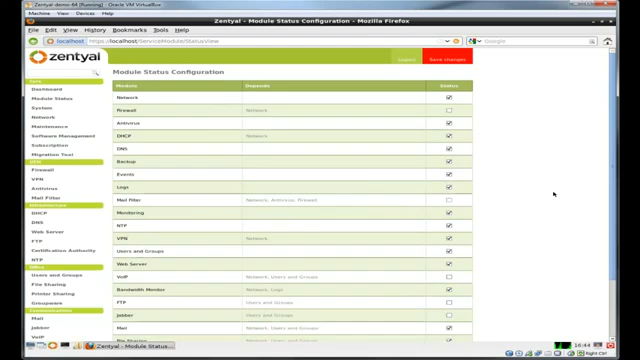 Zentyal-demo-64 [Running] - Oracle VM VirtualBox
Machine View Devices Help
Zentyal - Module Status Configuration - Mozilla Firefox
File Edit View History Bookmarks Tools Help
localhost https://localhost/ServiceModule/StatusView
Google
zentyal
Logout Save changes
Core
Dashboard
Module Status
System
Network
Maintenance
Software Management
Subscription
Migration Tool
UTM
Firewall
VPN
Antivirus
Mail Filter
Infrastructure
DHCP
DNS
Web Server
FTP
Certification Authority
NTP
Office
Users and Groups
File Sharing
Printer Sharing
Groupware
Communications
Mail
Jabber
VoIP
Module Status Configuration
Module Depends Status
Network
Firewall Network
Antivirus
DHCP Network
DNS
Backup
Events
Logs
Mail Filter Network, Antivirus, Firewall
Monitoring
NTP
VPN Network
Users and Groups
Web Server
VoIP Network, Users and Groups
Bandwidth Monitor Network, Logs
FTP Users and Groups
Jabber Users and Groups
Mail Network, Users and Groups
File Sharing
Zentyal - Module Status...
16:44
Right Ctrl